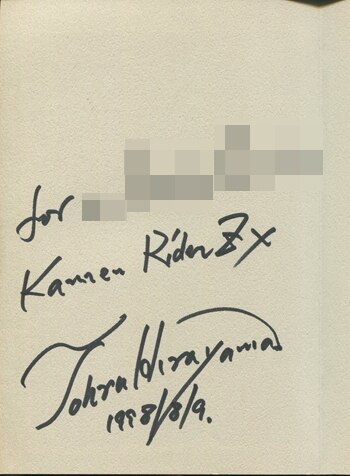 for
Kamen Rider ZX
Tohru Hirayama
1998/8/9.